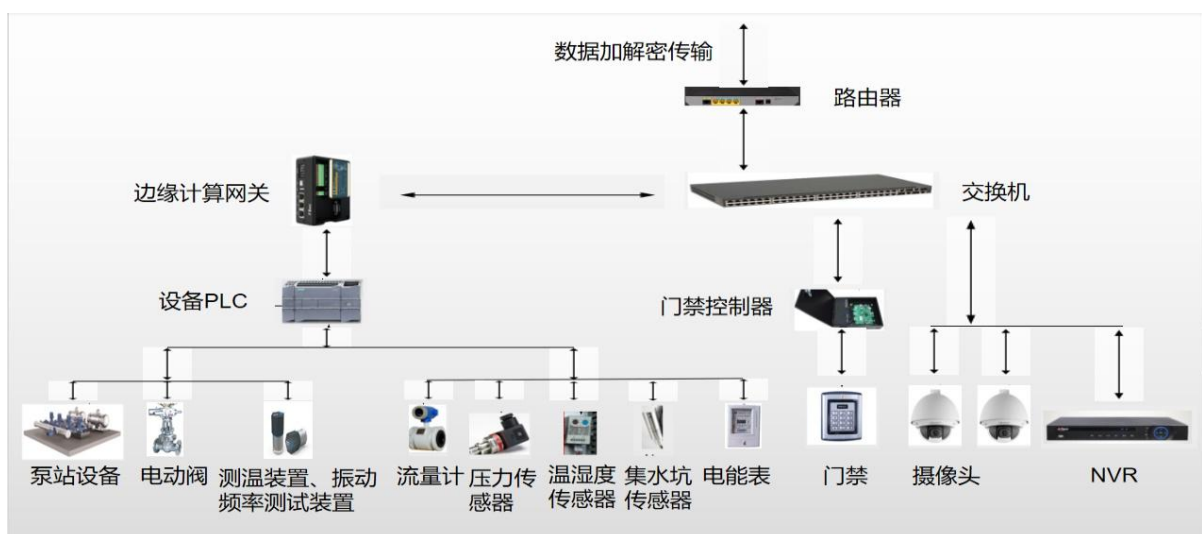 数据加解密传输
路由器
边缘计算网关
交换机
设备PLC
门禁控制器
泵站设备
电动阀
测温装置、振动
频率测试装置
流量计
压力传
感器
温湿度
传感器
集水坑
传感器
电能表
门禁
摄像头
NVR